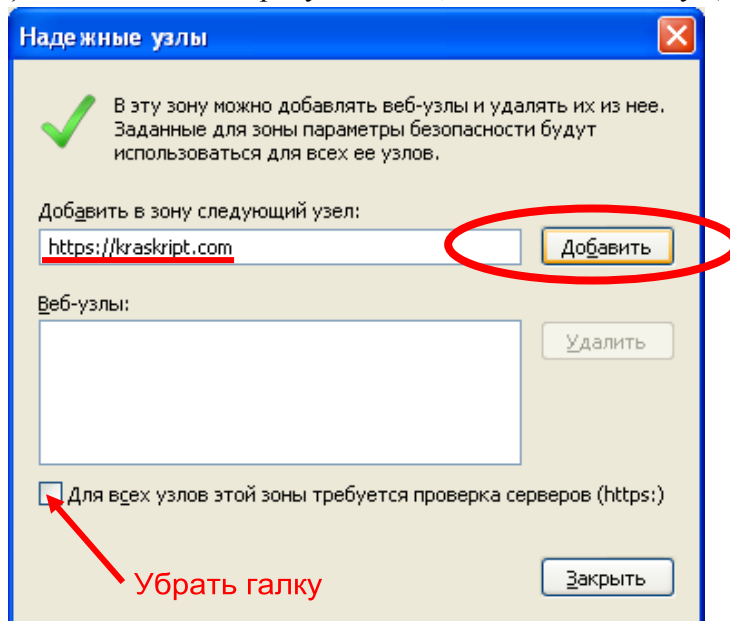 Надежные узлы
В эту зону можно добавлять веб-узлы и удалять их из нее.
Заданные для зоны параметры безопасности будут
использоваться для всех ее узлов.
Добавить в зону следующий узел:
https://kraskript.com
Добавить
Веб-узлы:
Удалить
Для всех узлов этой зоны требуется проверка серверов (https:)
Убрать галку
Закрыть